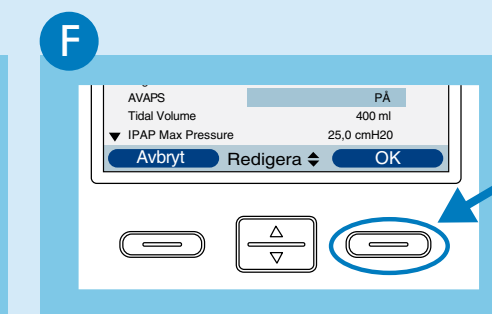 F
AVAPS PÅ
Tidal Volume 400 ml
IPAP Max Pressure 25,0 cmH20
Avbryt Redigera OK